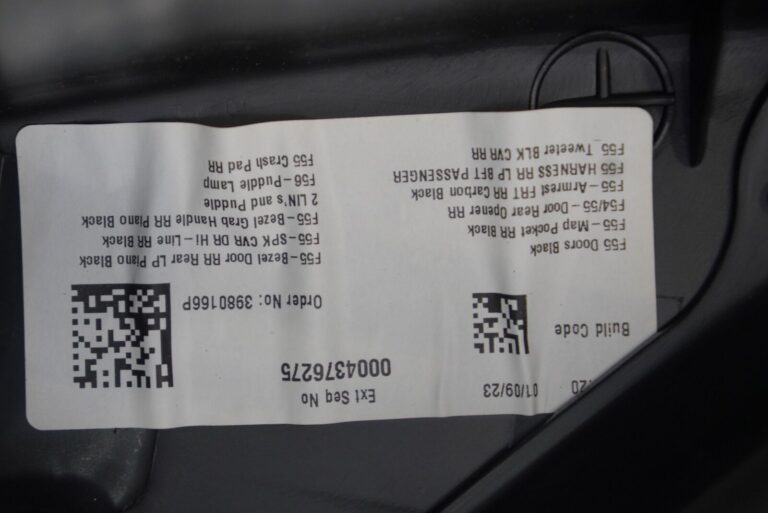 20 01/09/23
Ext Seq No
0004376275
Build Code
Order No: 3980166P
F55 Doors Black
F55-Map Pocket RR Black
F54/55-Door Rear Opener RR
F55-Armrest FRT RR Carbon Black
F55 HARNESS RR LP BFT PASSENGER
F55_Tweeter BLK CVR RR
F55-Bezel Door RR Rear LP Piano Black
F55-SPK CVR DR Hi-Line RR Black
F55-Bezel Grab Handle RR Piano Black
2 LIN's and Puddle
F56-Puddle Lamp
F55 Crash Pad RR